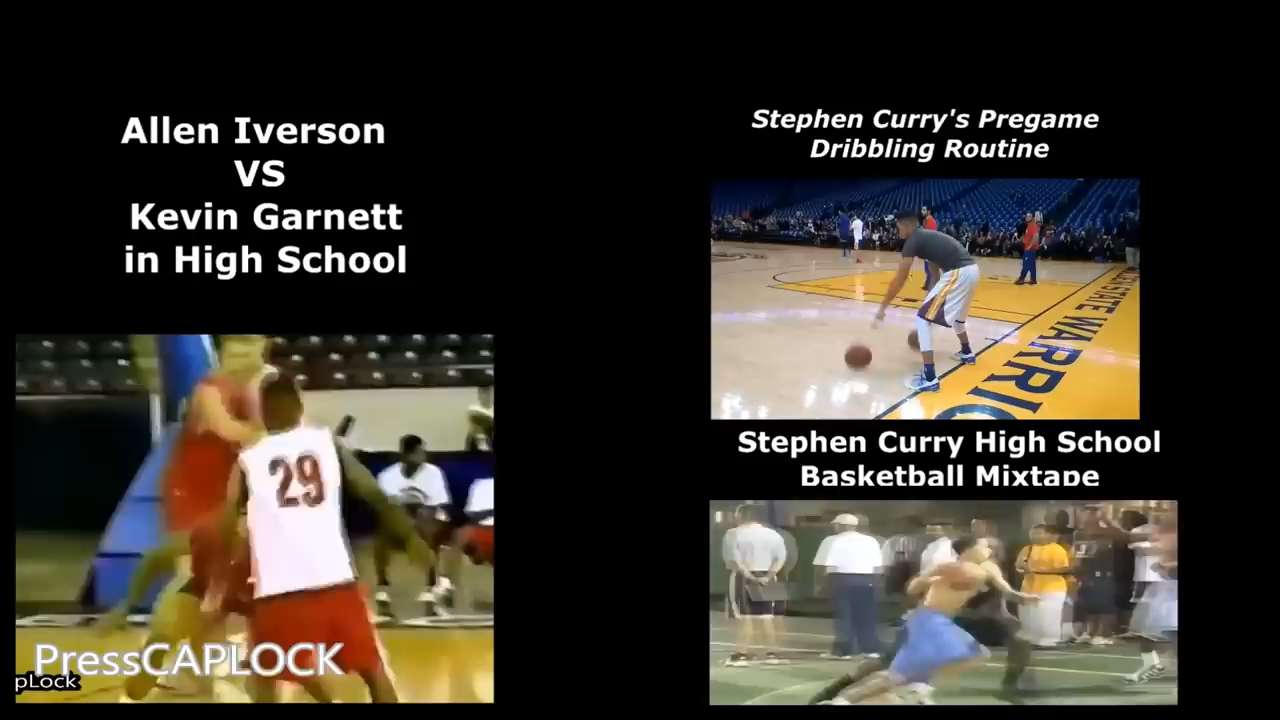 Allen Iverson
VS
Kevin Garnett
in High School
29
PressCAPLOCK
pLock
Stephen Curry's Pregame
Dribbling Routine
STATE WARRIO
Stephen Curry High School
Basketball Mixtape